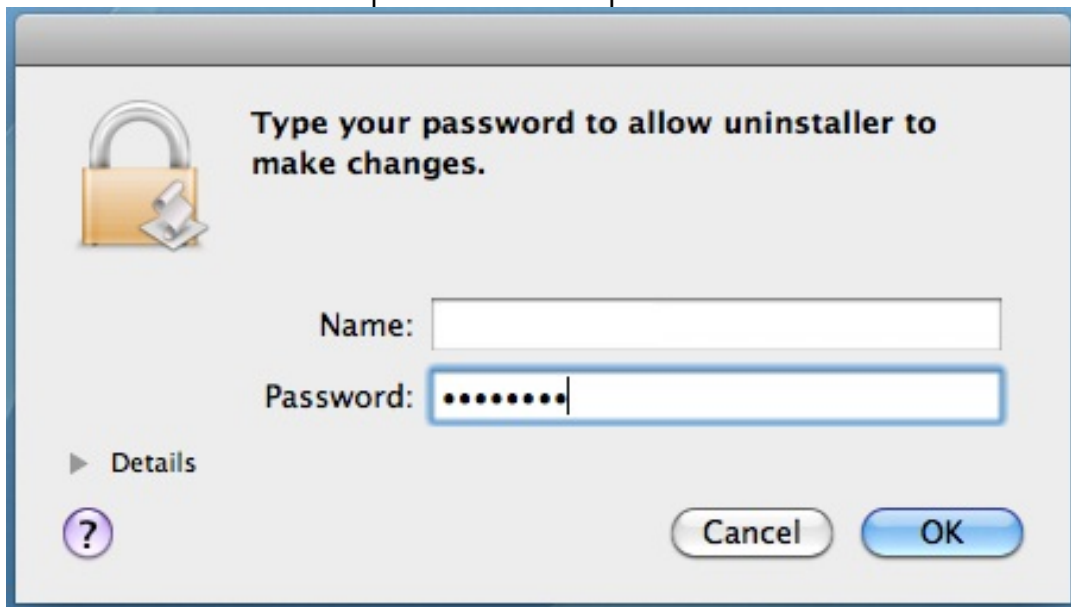 Type your password to allow uninstaller to
make changes.
Name:
Password: ••••••••
Details
? Cancel OK